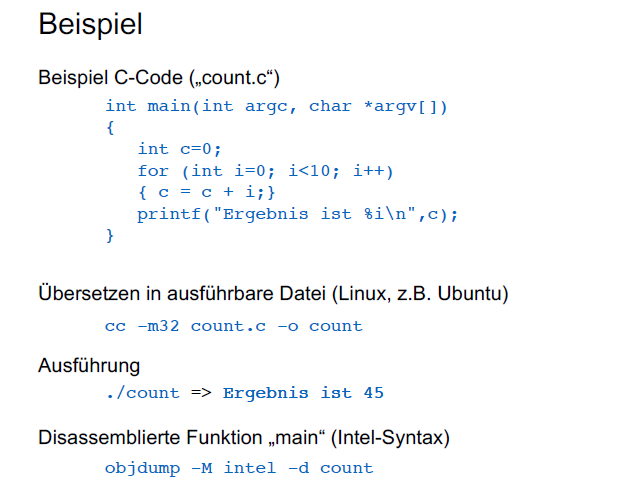 Beispiel
Beispiel C-Code („count.c“)
int main(int argc, char *argv[])
{
int c=0;
for (int i=0; i<10; i++)
{ c = c + i;}
printf("Ergebnis ist %i\n",c);
}
Übersetzen in ausführbare Datei (Linux, z.B. Ubuntu)
cc –m32 count.c –o count
Ausführung
./count => Ergebnis ist 45
Disassemblierte Funktion „main“ (Intel-Syntax)
objdump –M intel –d count